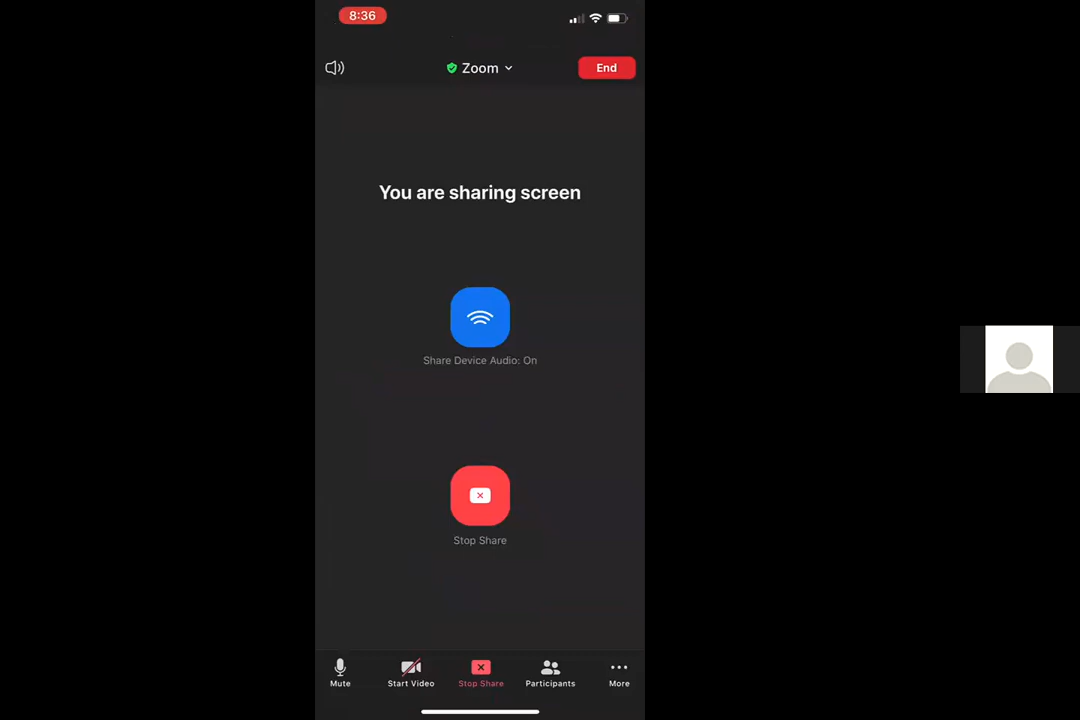 8:36
Zoom
End
You are sharing screen
Share Device Audio: On
Stop Share
Mute
Start Video
Stop Share
Participants
More